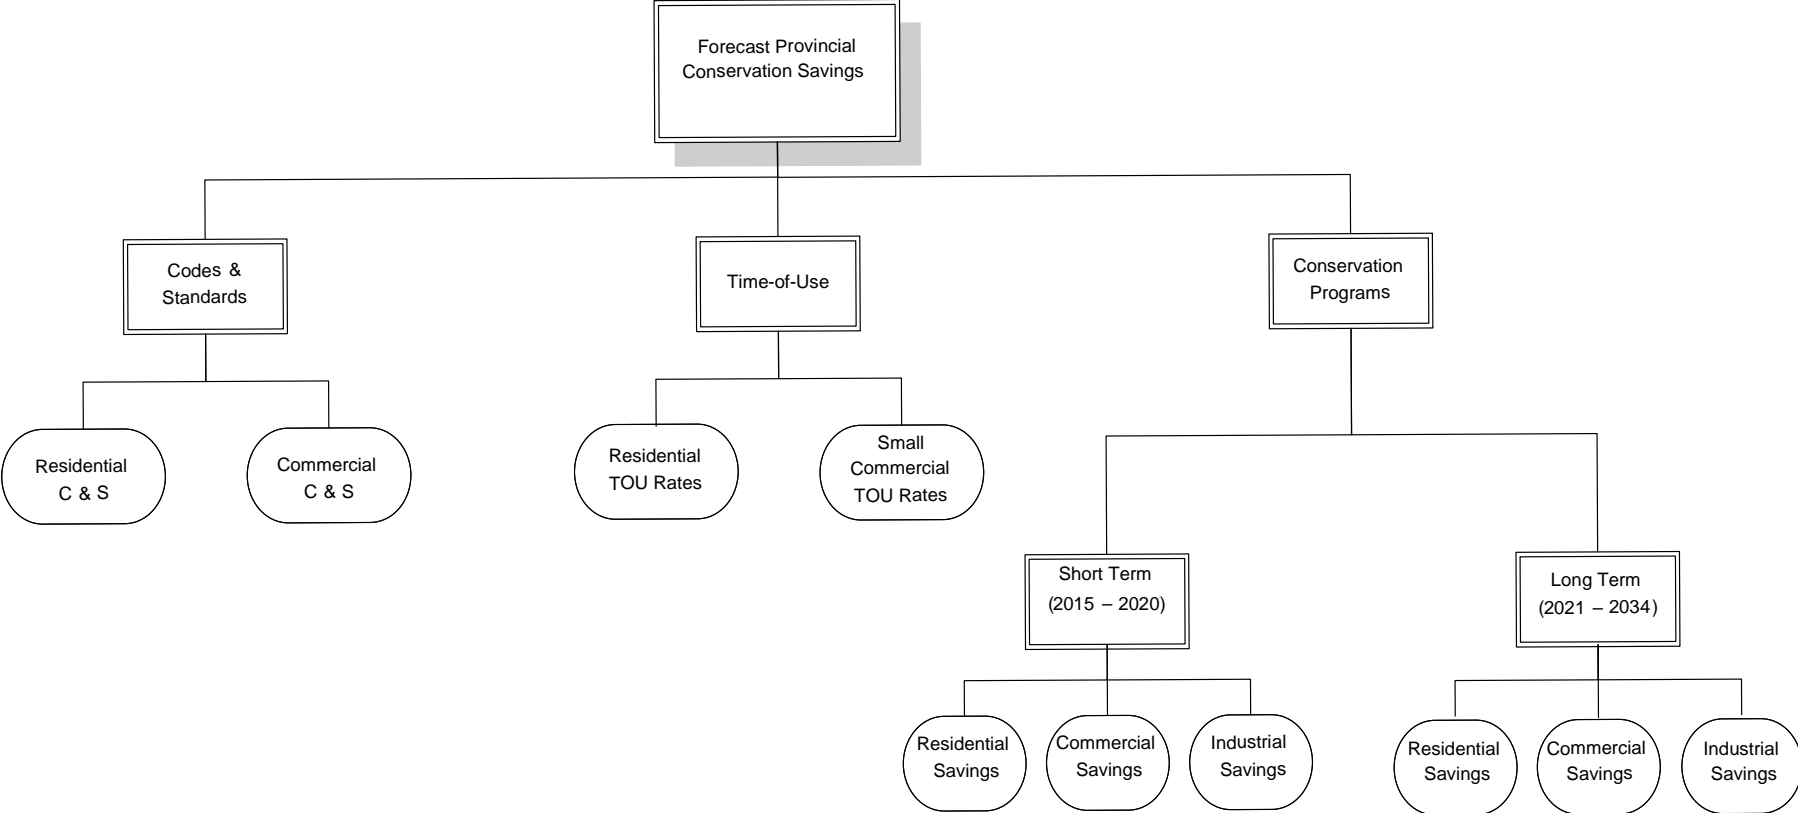 Forecast Provincial
Conservation Savings
Codes &
Standards
Time-of-Use
Conservation
Programs
Residential
C & S
Commercial
C & S
Residential
TOU Rates
Small
Commercial
TOU Rates
Short Term
(2015 – 2020)
Long Term
(2021 – 2034)
Residential
Savings
Commercial
Savings
Industrial
Savings
Residential
Savings
Commercial
Savings
Industrial
Savings